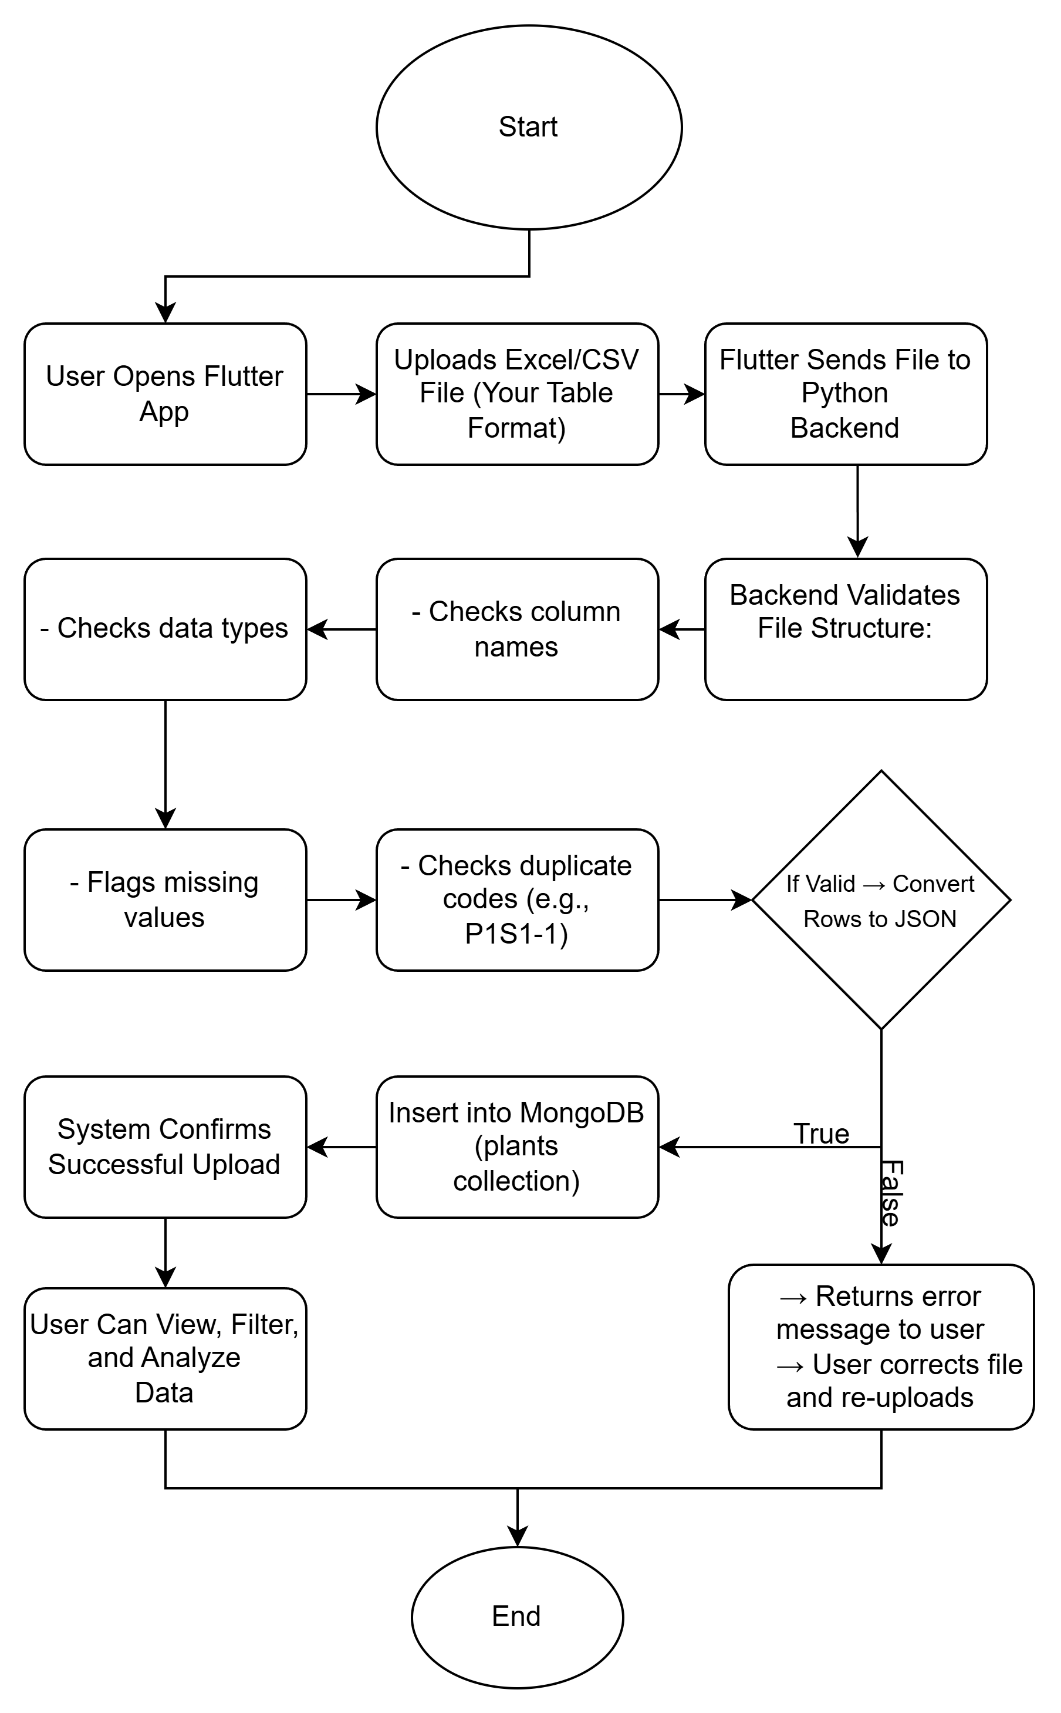 Start
User Opens Flutter
App
Uploads Excel/CSV
File (Your Table
Format)
Flutter Sends File to
Python
Backend
Backend Validates
File Structure:
- Checks column
names
- Checks data types
- Flags missing
values
- Checks duplicate
codes (e.g.,
P1S1-1)
If Valid → Convert
Rows to JSON
True
False
Insert into MongoDB
(plants
collection)
System Confirms
Successful Upload
User Can View, Filter,
and Analyze
Data
→ Returns error
message to user
→ User corrects file
and re-uploads
End